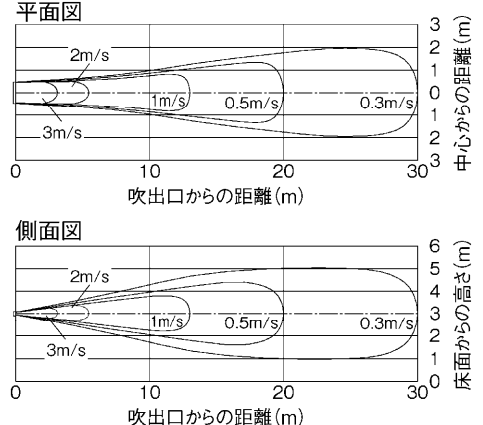 平面図
3
2
1
0
1
2
3
中心からの距離(m)
2m/s
3m/s
1m/s
0.5m/s
0.3m/s
0 10 20 30
吹出口からの距離(m)
側面図
6
5
4
3
2
1
0
床面からの高さ(m)
2m/s
3m/s
1m/s
0.5m/s
0.3m/s
0 10 20 30
吹出口からの距離(m)